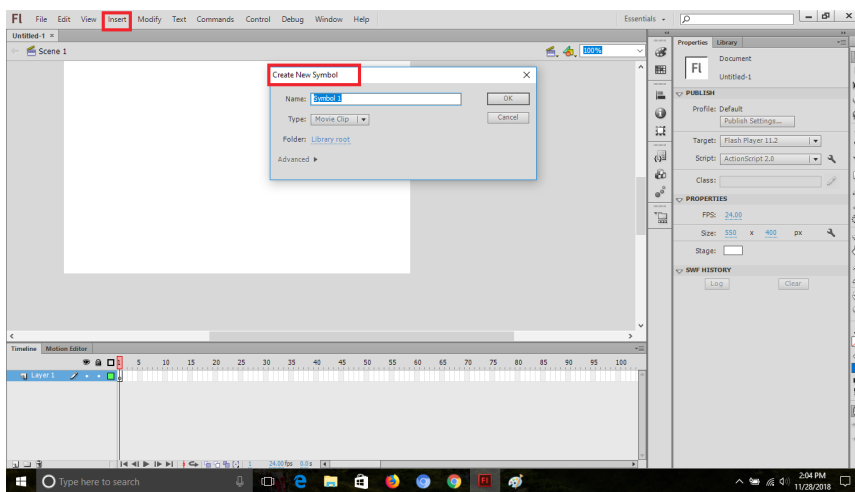 Fl File Edit View Insert Modify Text Commands Control Debug Window Help Essentials
Untitled-1 ×
Scene 1 100%
Create New Symbol
Name: Symbol 1 OK
Type: Movie Clip Cancel
Folder: Library root
Advanced
Properties Library
Fl Document
Untitled-1
PUBLISH
Profile: Default
Publish Settings...
Target: Flash Player 11.2
Script: ActionScript 2.0
Class:
PROPERTIES
FPS: 24.00
Size: 550 x 400 px
Stage:
SWF HISTORY
Log Clear
Timeline Motion Editor
1 5 10 15 20 25 30 35 40 45 50 55 60 65 70 75 80 85 90 95 100
Layer 1
1 24.00 fps 0.0 s
Type here to search
Fl
2:04 PM
11/28/2018